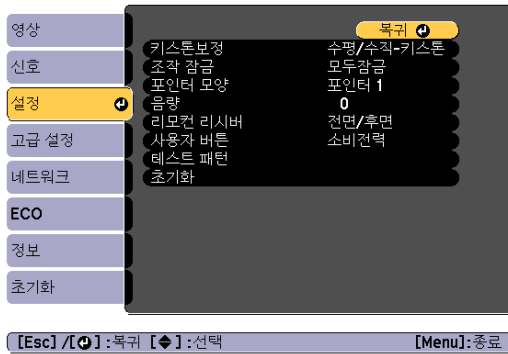 영상
신호
설정
고급 설정
네트워크
ECO
정보
초기화
복귀
키스톤보정 수평/수직-키스톤
조작 잠금 모두잠금
포인터 모양 포인터 1
음량 0
리모컨 리시버 전면/후면
사용자 버튼 소비전력
테스트 패턴
초기화
[Esc] /[ ] :복귀 [ ] :선택 [Menu]:종료